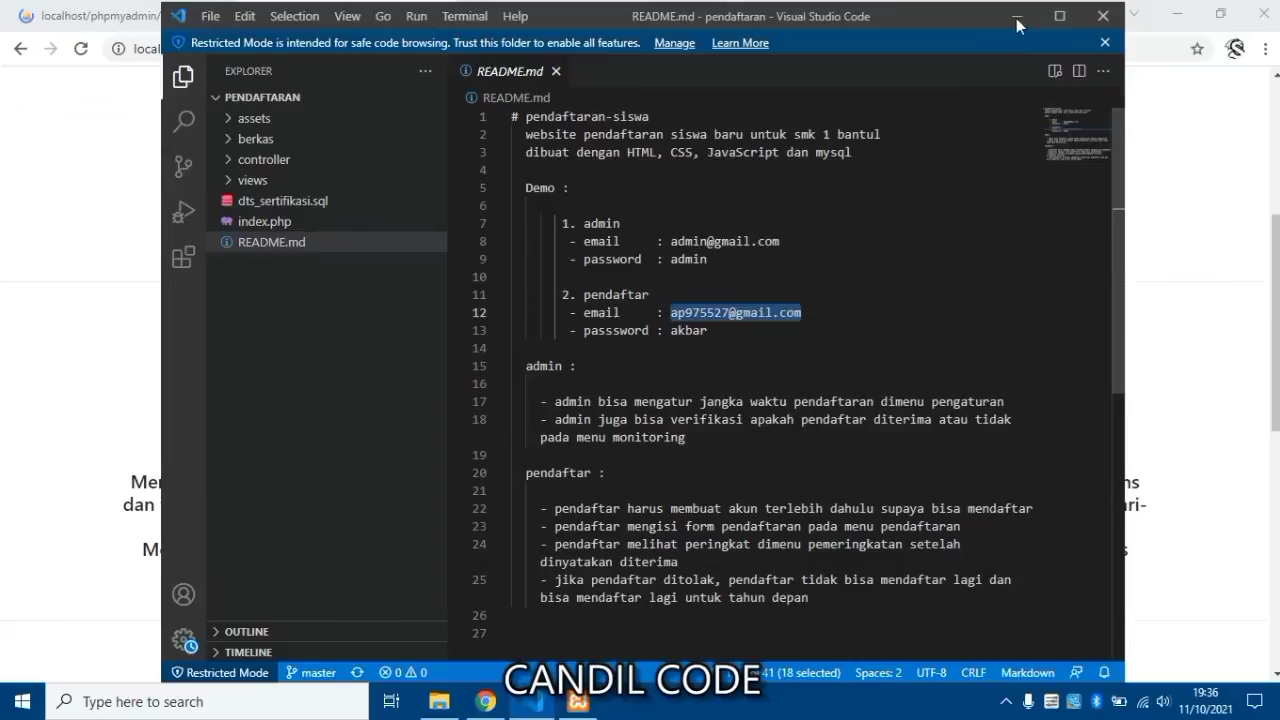 localhost/phpmyadmin/
File Edit Selection View Go Run Terminal Help
README.md - pendaftaran - Visual Studio Code
local
Restricted Mode is intended for safe code browsing. Trust this folder to enable all features. Manage Learn More
EXPLORER
README.md
PENDAFTARAN
README.md
assets
berkas
controller
views
dts_sertifikasi.sql
index.php
README.md
1 # pendaftaran-siswa
2 website pendaftaran siswa baru untuk smk 1 bantul
3 dibuat dengan HTML, CSS, JavaScript dan mysql
4
5 Demo :
6
7 1. admin
8 - email : admin@gmail.com
9 - password : admin
10
11 2. pendaftar
12 - email : ap975527@gmail.com
13 - passsword : akbar
14
15 admin :
16
17 - admin bisa mengatur jangka waktu pendaftaran dimenu pengaturan
18 - admin juga bisa verifikasi apakah pendaftar diterima atau tidak
pada menu monitoring
19
20 pendaftar :
21
22 - pendaftar harus membuat akun terlebih dahulu supaya bisa mendaftar
23 - pendaftar mengisi form pendaftaran pada menu pendaftaran
24 - pendaftar melihat peringkat dimenu pemeringkatan setelah
dinyatakan diterima
25 - jika pendaftar ditolak, pendaftar tidak bisa mendaftar lagi dan
bisa mendaftar lagi untuk tahun depan
26
27
OUTLINE
TIMELINE
Restricted Mode master 0 0
(18 selected) Spaces: 2 UTF-8 CRLF Markdown
CANDIL CODE
Type here to search
19:36
11/10/2021